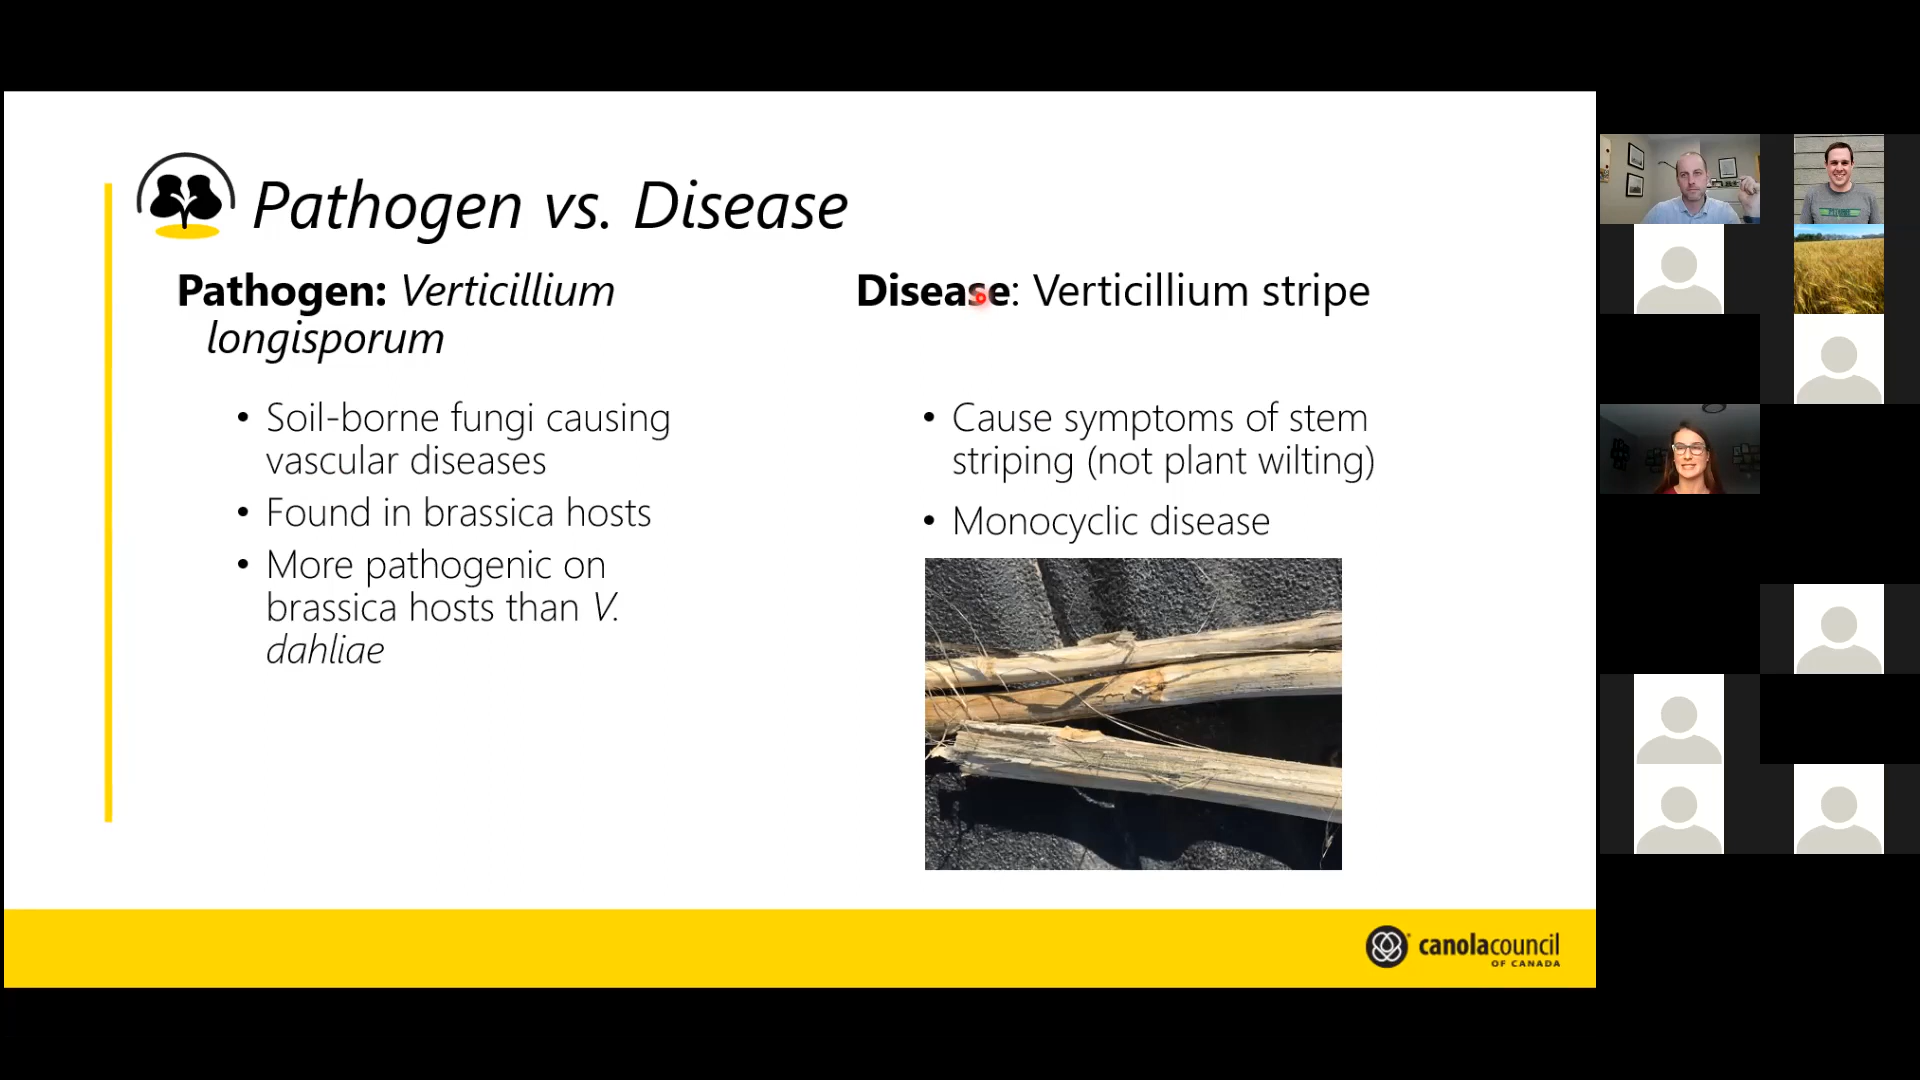 Pathogen vs. Disease
Pathogen: Verticillium
longisporum
• Soil-borne fungi causing
vascular diseases
• Found in brassica hosts
• More pathogenic on
brassica hosts than V.
dahliae
Disease: Verticillium stripe
• Cause symptoms of stem
striping (not plant wilting)
• Monocyclic disease
canolacouncil
OF CANADA